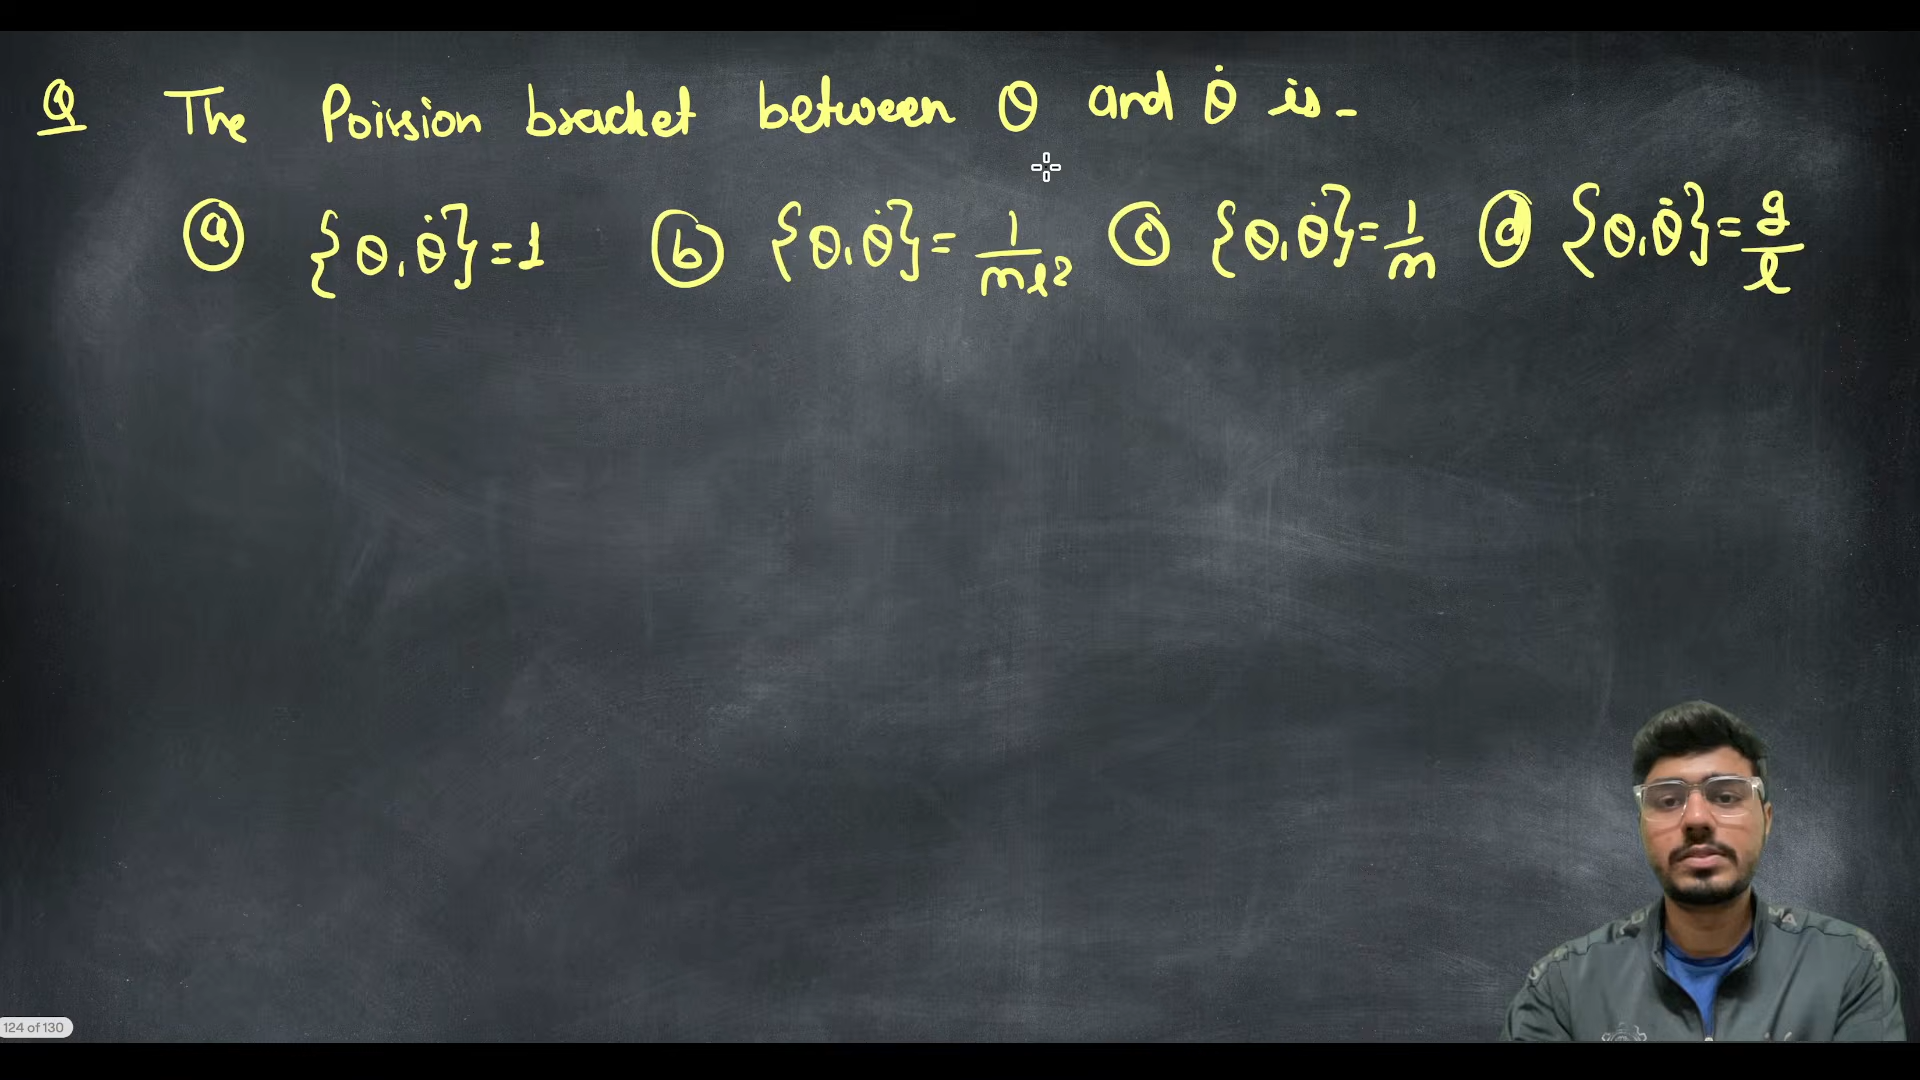 Q The Poission bracket between θ and θ̇ is -
ⓐ {θ, θ̇} = 1 ⓑ {θ, θ̇} = 1/ml² ⓒ {θ, θ̇} = 1/m ⓓ {θ, θ̇} = g/l
124 of 130